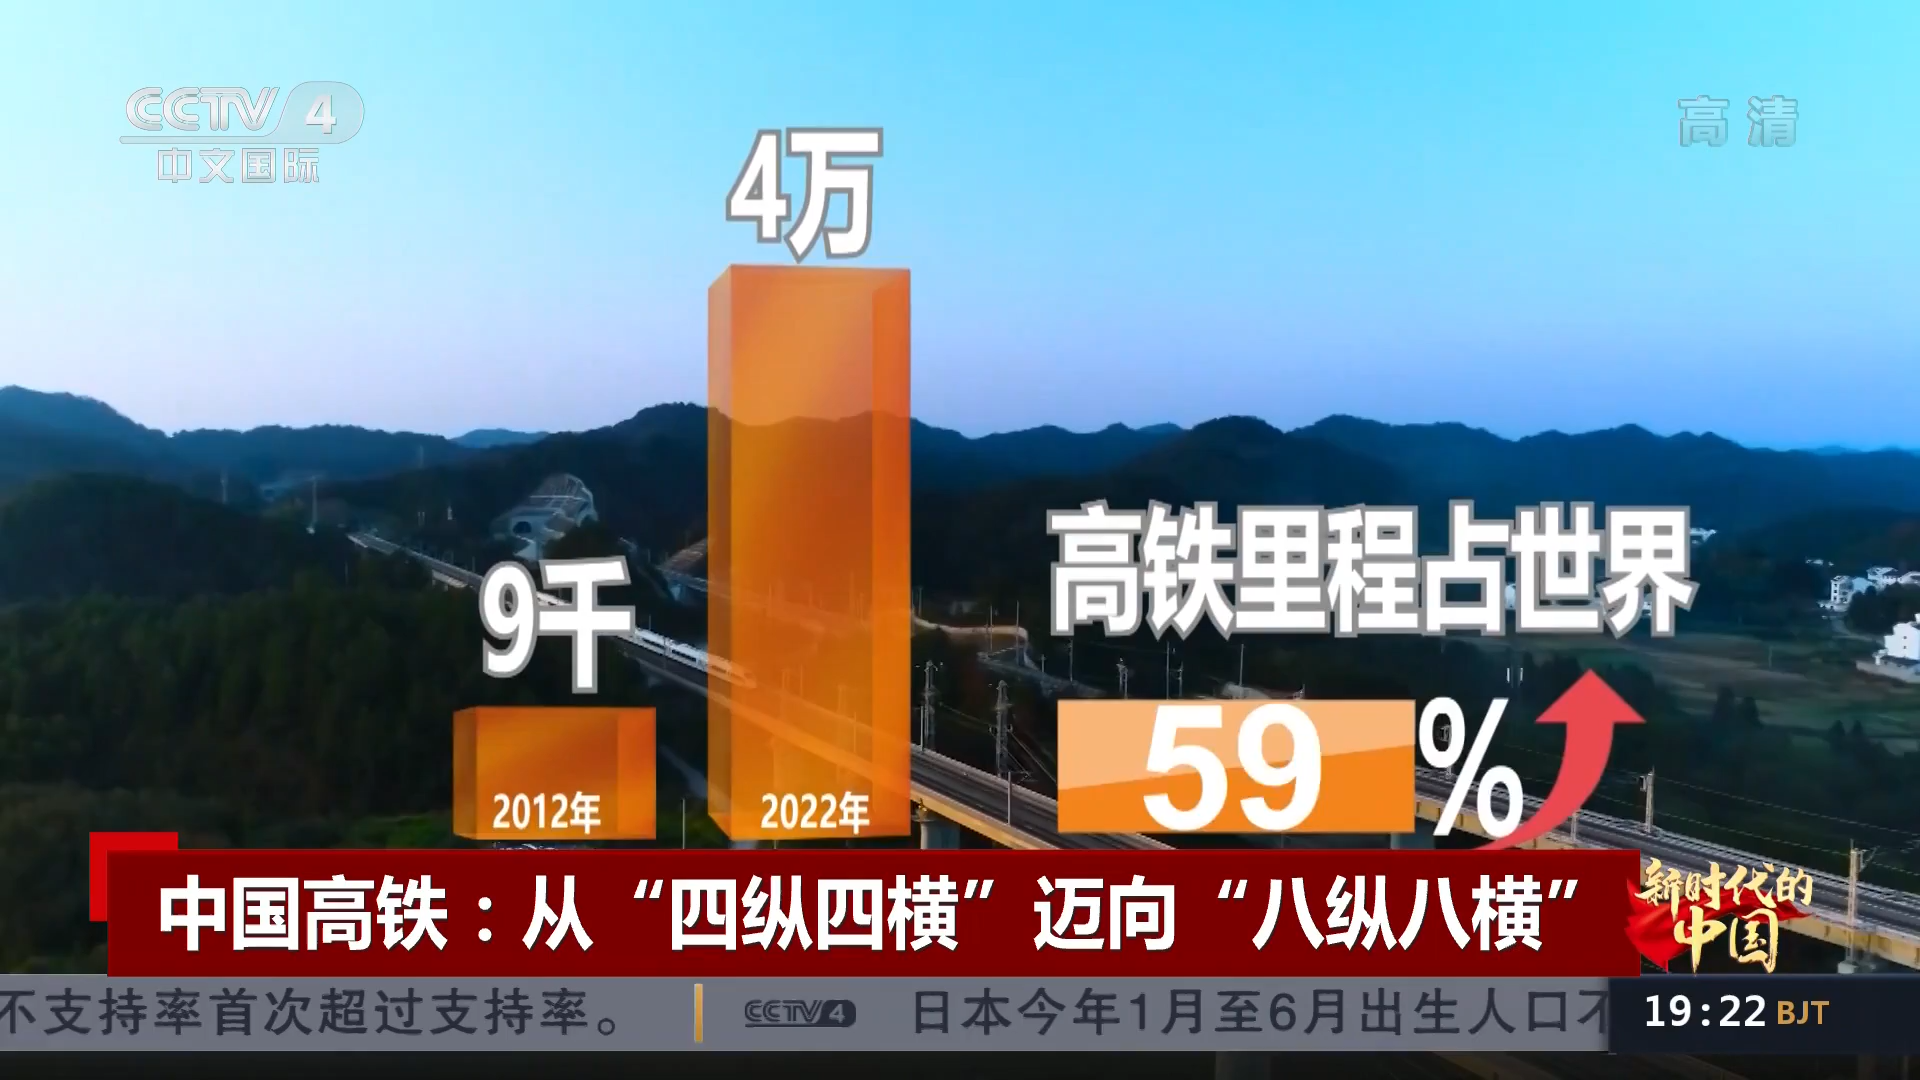 CCTV 4
中文国际
高清
4万
9千
高铁里程占世界
59%
2012年
2022年
中国高铁：从“四纵四横”迈向“八纵八横”
新时代的
中国
不支持率首次超过支持率。 CCTV 4 日本今年1月至6月出生人口
19:22 BJT